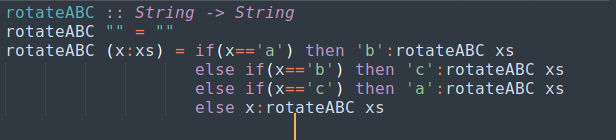 rotateABC :: String -> String
rotateABC "" = ""
rotateABC (x:xs) = if(x=='a') then 'b':rotateABC xs
                   else if(x=='b') then 'c':rotateABC xs
                   else if(x=='c') then 'a':rotateABC xs
                   else x:rotateABC xs